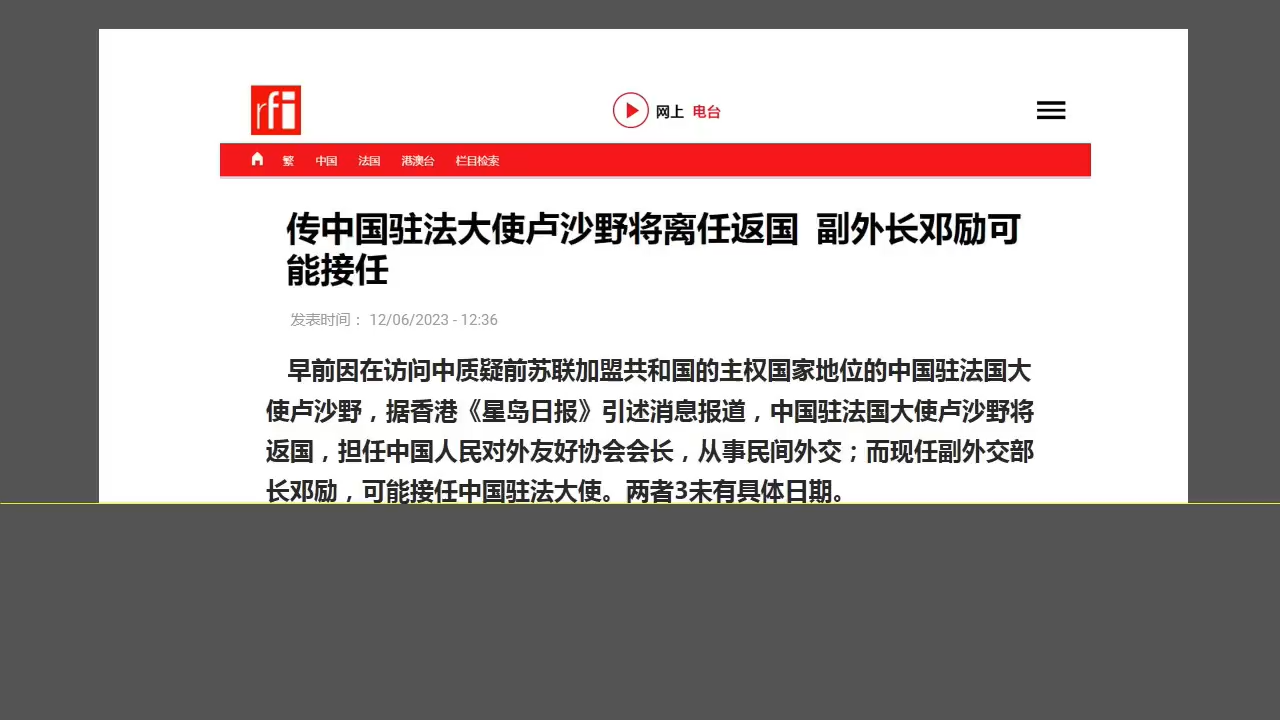 rfi
网上 电台
繁 中国 法国 港澳台 栏目检索
传中国驻法大使卢沙野将离任返国 副外长邓励可
能接任
发表时间： 12/06/2023 - 12:36
早前因在访问中质疑前苏联加盟共和国的主权国家地位的中国驻法国大
使卢沙野，据香港《星岛日报》引述消息报道，中国驻法国大使卢沙野将
返国，担任中国人民对外友好协会会长，从事民间外交；而现任副外交部
长邓励，可能接任中国驻法大使。两者3未有具体日期。